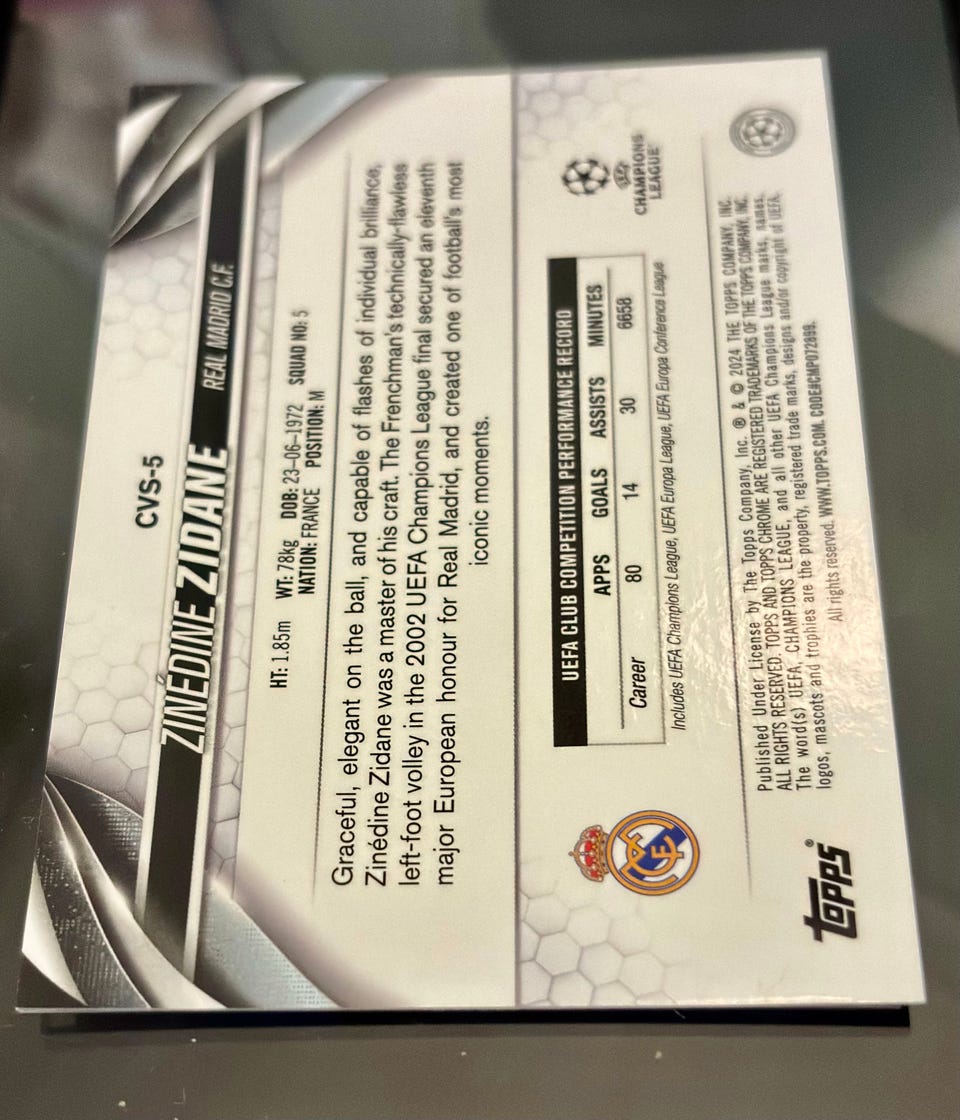 CVS-5
ZINÉDINE ZIDANE
REAL MADRID C.F.
HT: 1.85m WT: 78kg DOB: 23-06-1972 SQUAD NO: 5
NATION: FRANCE POSITION: M
Graceful, elegant on the ball, and capable of flashes of individual brilliance,
Zinédine Zidane was a master of his craft. The Frenchman's technically-flawless
left-foot volley in the 2002 UEFA Champions League final secured an eleventh
major European honour for Real Madrid, and created one of football's most
iconic moments.
UEFA CLUB COMPETITION PERFORMANCE RECORD
APPS GOALS ASSISTS MINUTES
Career 80 14 30 6658
Includes UEFA Champions League, UEFA Europa League, UEFA Europa Conference League
UEFA
CHAMPIONS
LEAGUE
Published Under License by The Topps Company, Inc. ® & © 2024 THE TOPPS COMPANY, INC.
ALL RIGHTS RESERVED. TOPPS AND TOPPS CHROME ARE REGISTERED TRADEMARKS OF THE TOPPS COMPANY, INC.
The word(s) UEFA, CHAMPIONS LEAGUE, and all other UEFA Champions League marks, names,
logos, mascots and trophies are the property, registered trade marks, designs and/or copyright of UEFA.
All rights reserved. WWW.TOPPS.COM. CODE#CMP072899.
topps®